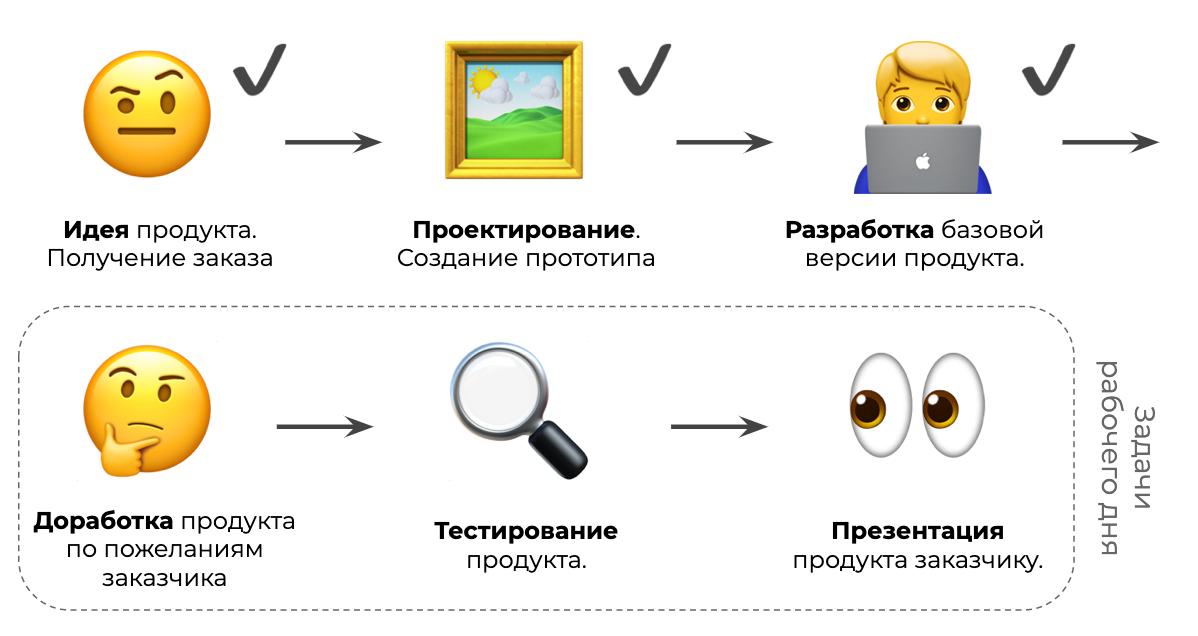 Идея продукта.
Получение заказа
Проектирование.
Создание прототипа
Разработка базовой
версии продукта.
Доработка продукта
по пожеланиям
заказчика
Тестирование
продукта.
Презентация
продукта заказчику.
Задачи
рабочего дня